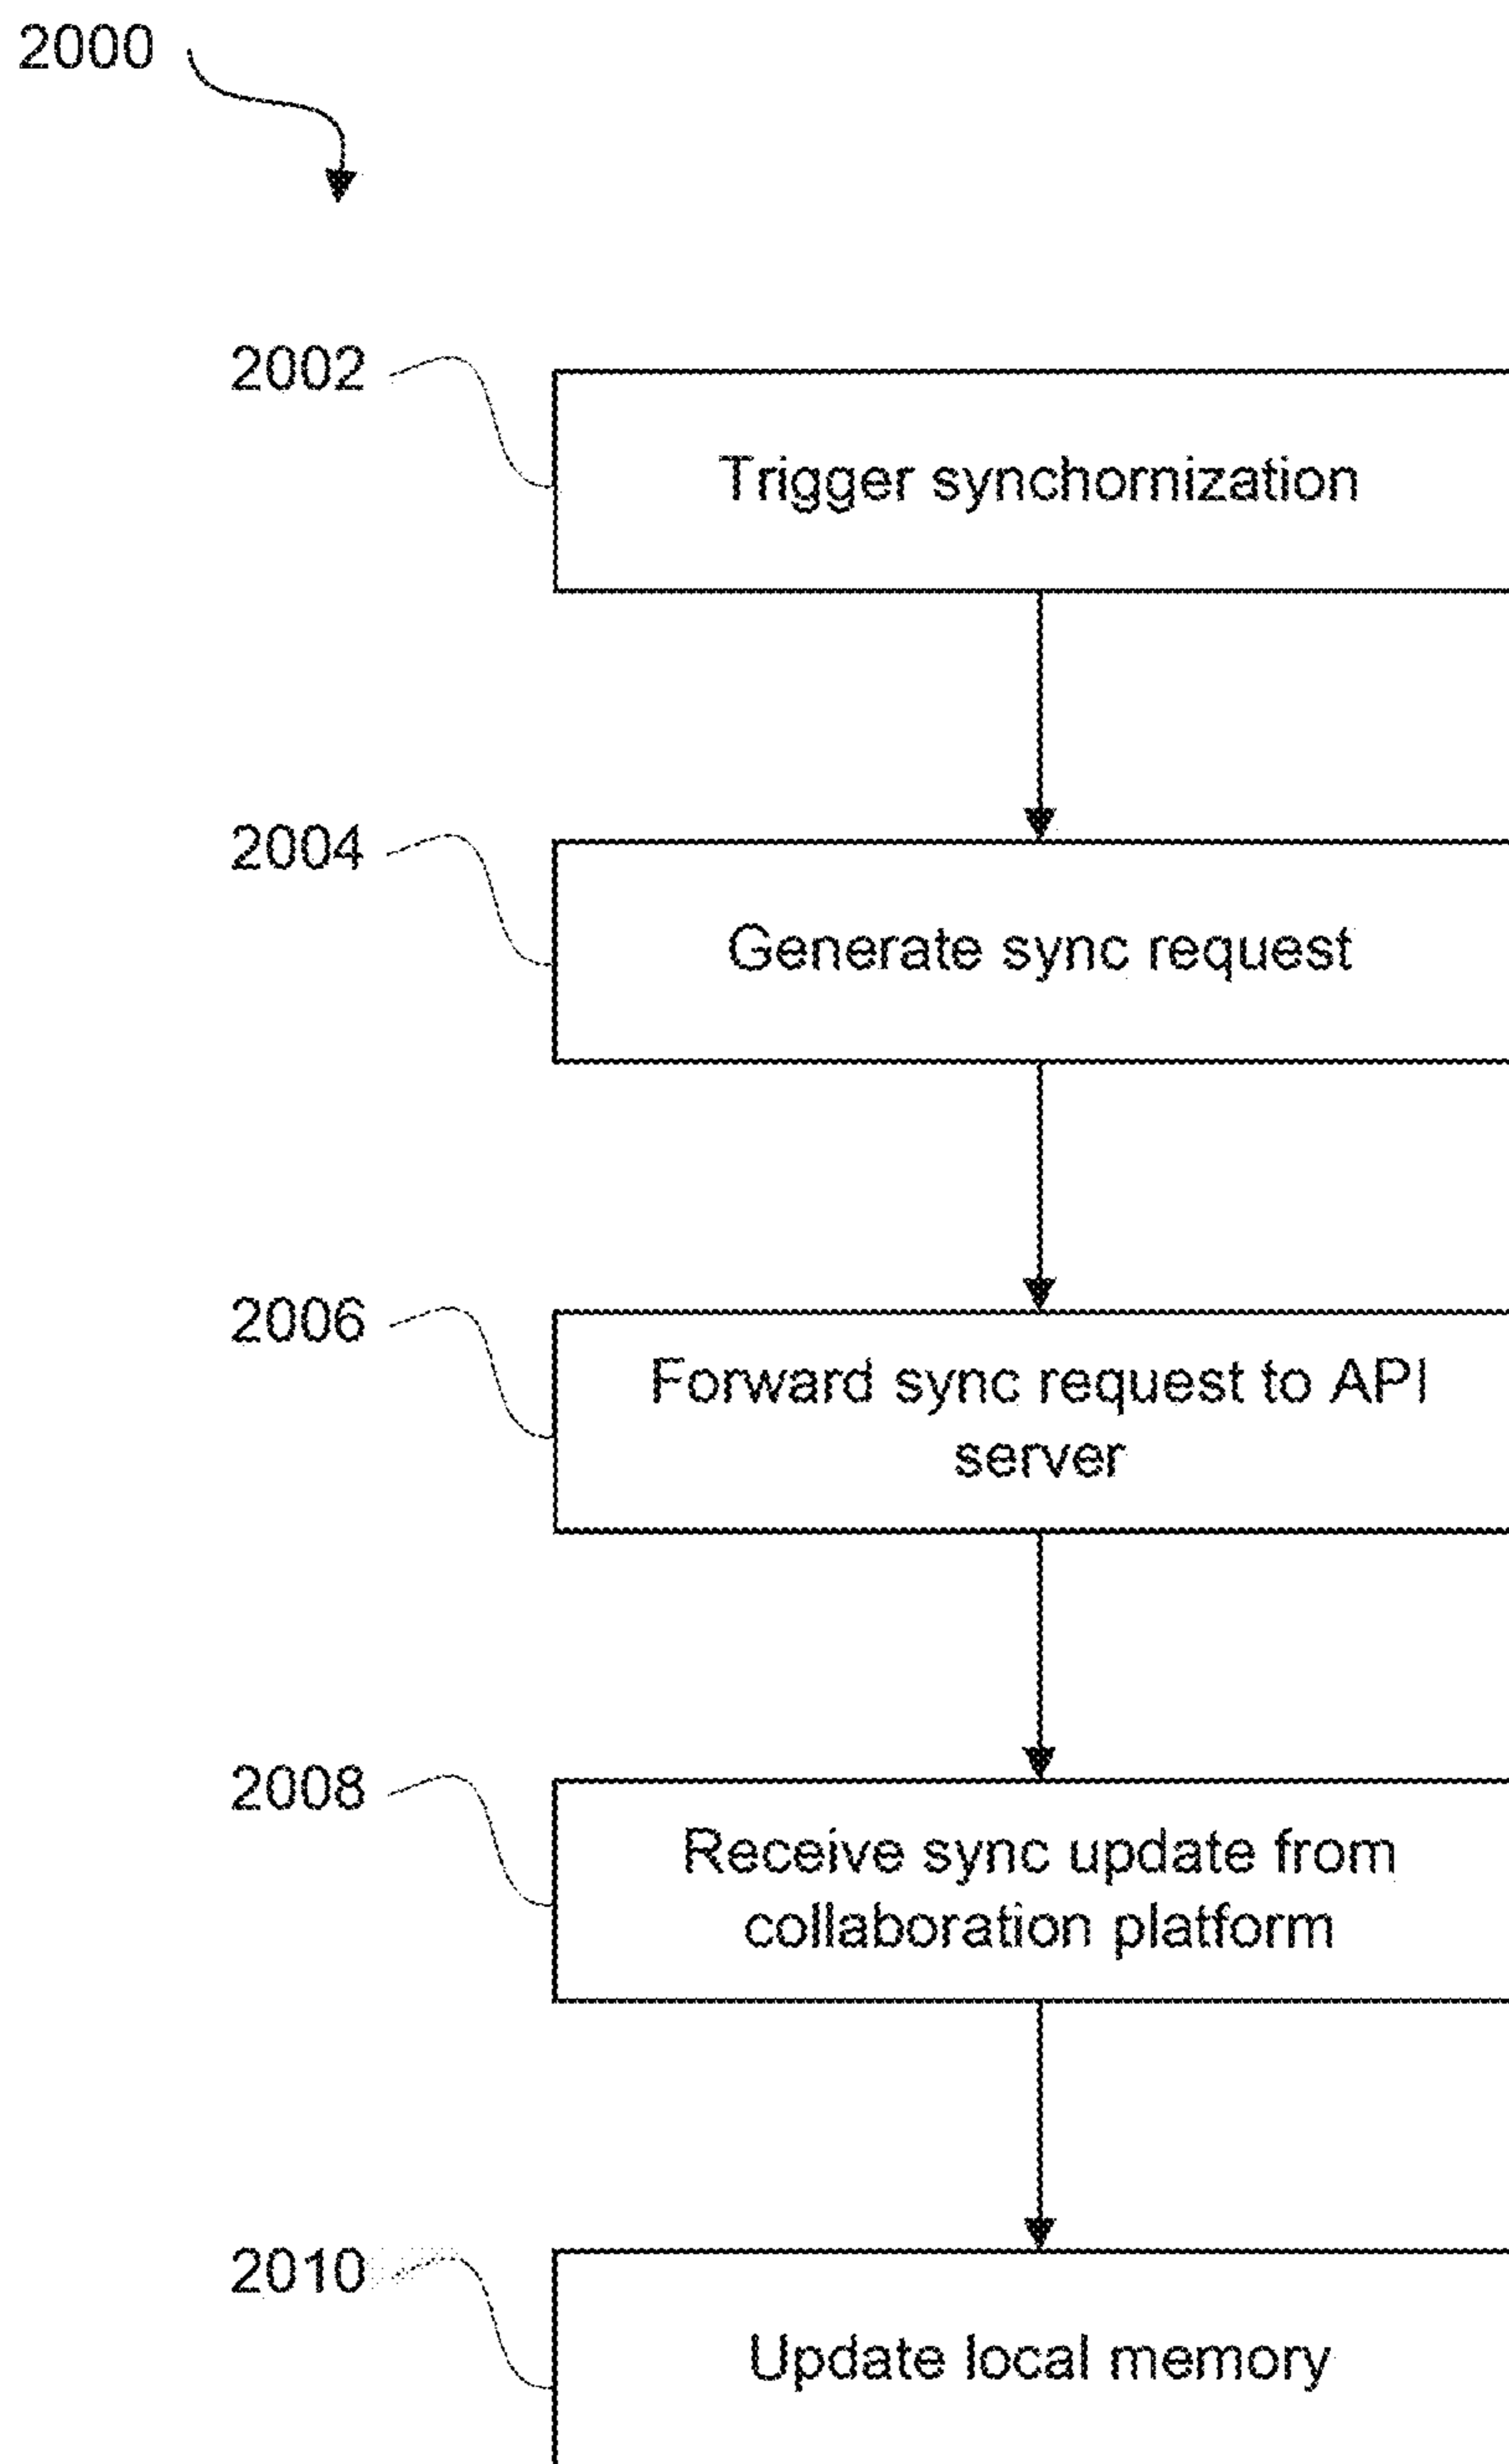 2000
2002
Trigger synchornization
2004
Generate sync request
2006
Forward sync request to API
server
2008
Receive sync update from
collaboration platform
2010
Update local memory